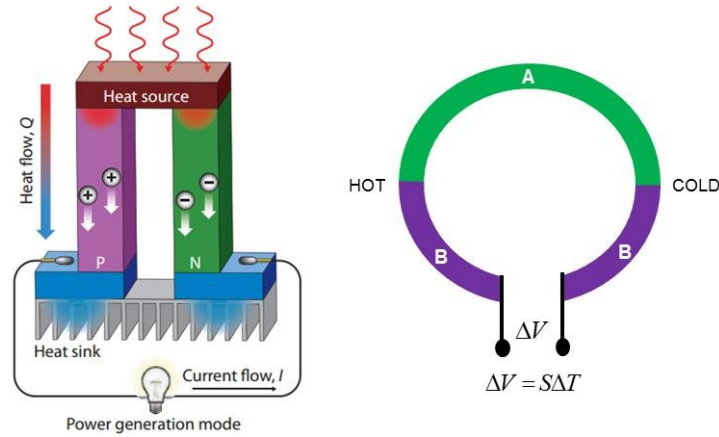 Heat source
Heat flow, Q
+
+
−
−
P
N
Heat sink
Current flow, I
Power generation mode
A
HOT
COLD
B
B
ΔV
ΔV = SΔT